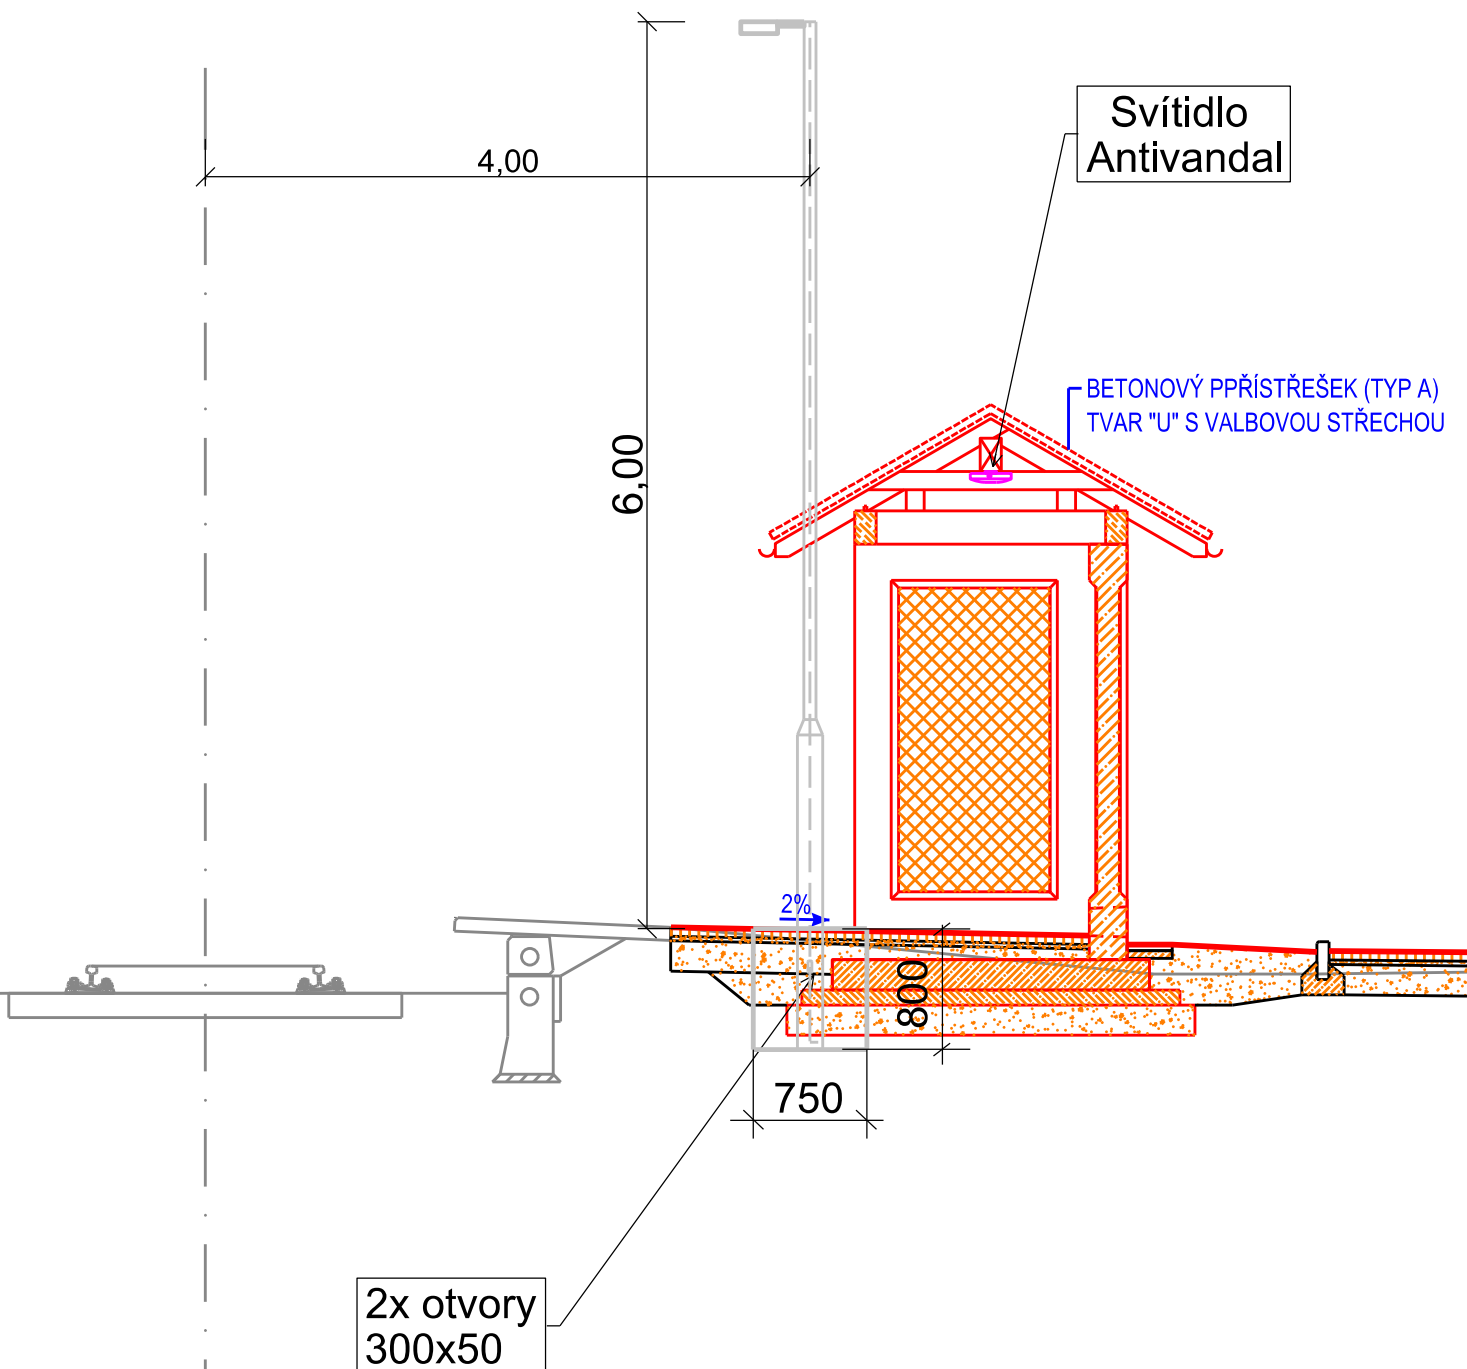 Svítidlo
Antivandal
4,00
BETONOVÝ PPŘÍSTŘEŠEK (TYP A)
TVAR "U" S VALBOVOU STŘECHOU
6,00
2%
800
750
2x otvory
300x50